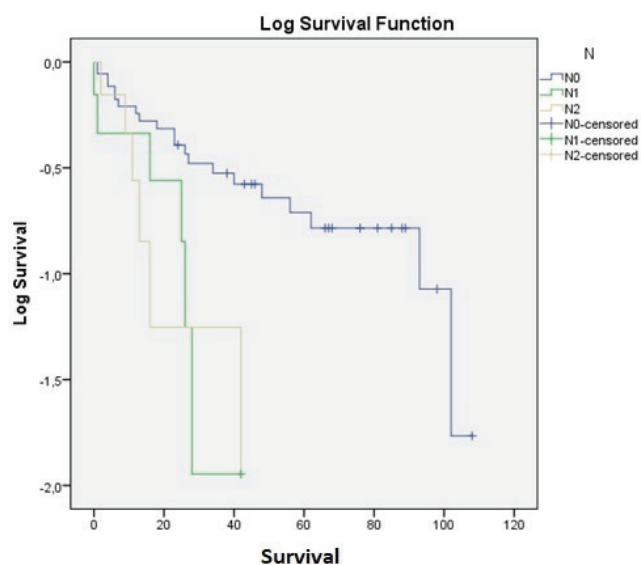 Log Survival Function
N
N0
N1
N2
N0-censored
N1-censored
N2-censored
Log Survival
0,0
-0,5
-1,0
-1,5
-2,0
0 20 40 60 80 100 120
Survival